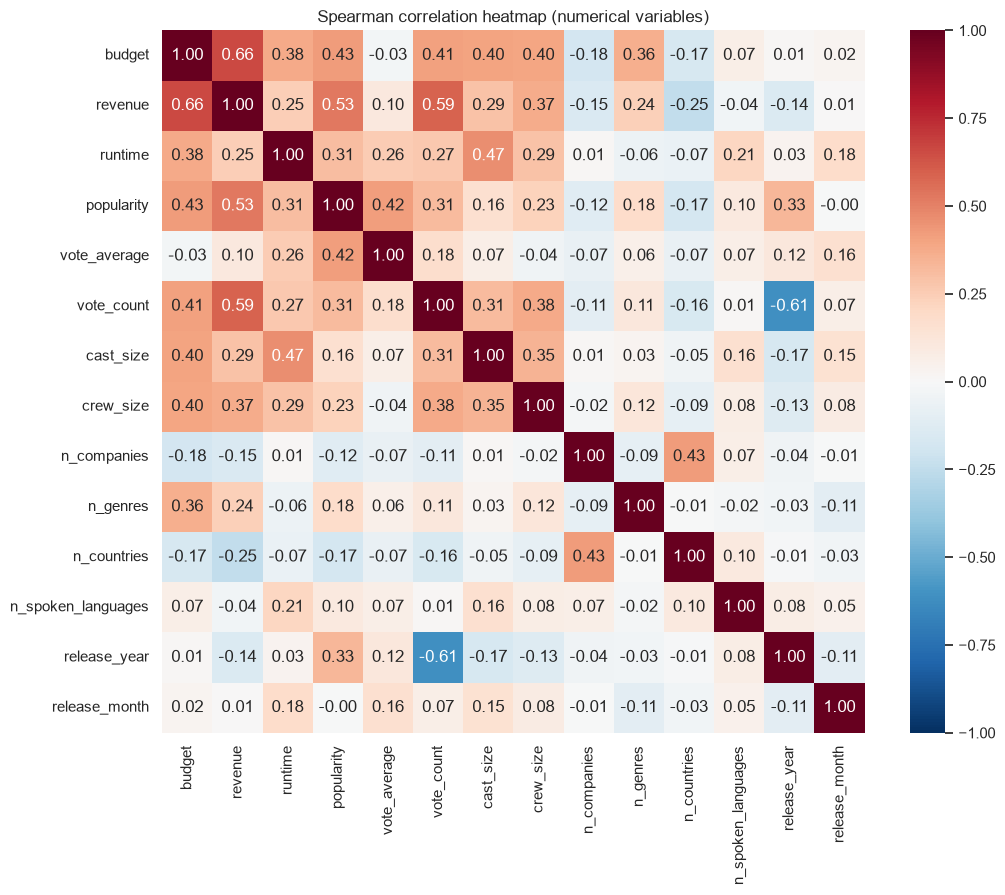 Spearman correlation heatmap (numerical variables)
budget 1.00 0.66 0.38 0.43 -0.03 0.41 0.40 0.40 -0.18 0.36 -0.17 0.07 0.01 0.02
revenue 0.66 1.00 0.25 0.53 0.10 0.59 0.29 0.37 -0.15 0.24 -0.25 -0.04 -0.14 0.01
runtime 0.38 0.25 1.00 0.31 0.26 0.27 0.47 0.29 0.01 -0.06 -0.07 0.21 0.03 0.18
popularity 0.43 0.53 0.31 1.00 0.42 0.31 0.16 0.23 -0.12 0.18 -0.17 0.10 0.33 -0.00
vote_average -0.03 0.10 0.26 0.42 1.00 0.18 0.07 -0.04 -0.07 0.06 -0.07 0.07 0.12 0.16
vote_count 0.41 0.59 0.27 0.31 0.18 1.00 0.31 0.38 -0.11 0.11 -0.16 0.01 -0.61 0.07
cast_size 0.40 0.29 0.47 0.16 0.07 0.31 1.00 0.35 0.01 0.03 -0.05 0.16 -0.17 0.15
crew_size 0.40 0.37 0.29 0.23 -0.04 0.38 0.35 1.00 -0.02 0.12 -0.09 0.08 -0.13 0.08
n_companies -0.18 -0.15 0.01 -0.12 -0.07 -0.11 0.01 -0.02 1.00 -0.09 0.43 0.07 -0.04 -0.01
n_genres 0.36 0.24 -0.06 0.18 0.06 0.11 0.03 0.12 -0.09 1.00 -0.01 -0.02 -0.03 -0.11
n_countries -0.17 -0.25 -0.07 -0.17 -0.07 -0.16 -0.05 -0.09 0.43 -0.01 1.00 0.10 -0.01 -0.03
n_spoken_languages 0.07 -0.04 0.21 0.10 0.07 0.01 0.16 0.08 0.07 -0.02 0.10 1.00 0.08 0.05
release_year 0.01 -0.14 0.03 0.33 0.12 -0.61 -0.17 -0.13 -0.04 -0.03 -0.01 0.08 1.00 -0.11
release_month 0.02 0.01 0.18 -0.00 0.16 0.07 0.15 0.08 -0.01 -0.11 -0.03 0.05 -0.11 1.00
budget
revenue
runtime
popularity
vote_average
vote_count
cast_size
crew_size
n_companies
n_genres
n_countries
n_spoken_languages
release_year
release_month
1.00
0.75
0.50
0.25
0.00
−0.25
−0.50
−0.75
−1.00